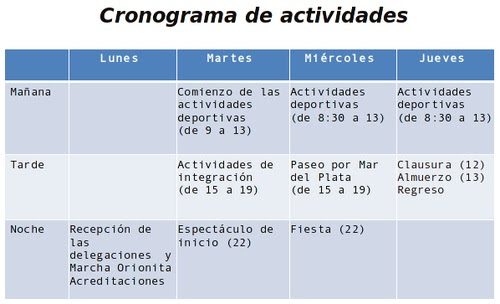 Cronograma de actividades
Lunes Martes Miércoles Jueves
Mañana
Comienzo de las
actividades
deportivas
(de 9 a 13)
Actividades
deportivas
(de 8:30 a 13)
Actividades
deportivas
(de 8:30 a 13)
Tarde
Actividades de
integración
(de 15 a 19)
Paseo por Mar
del Plata
(de 15 a 19)
Clausura (12)
Almuerzo (13)
Regreso
Noche
Recepción de
las
delegaciones y
Marcha Orionita
Acreditaciones
Espectáculo de
inicio (22)
Fiesta (22)